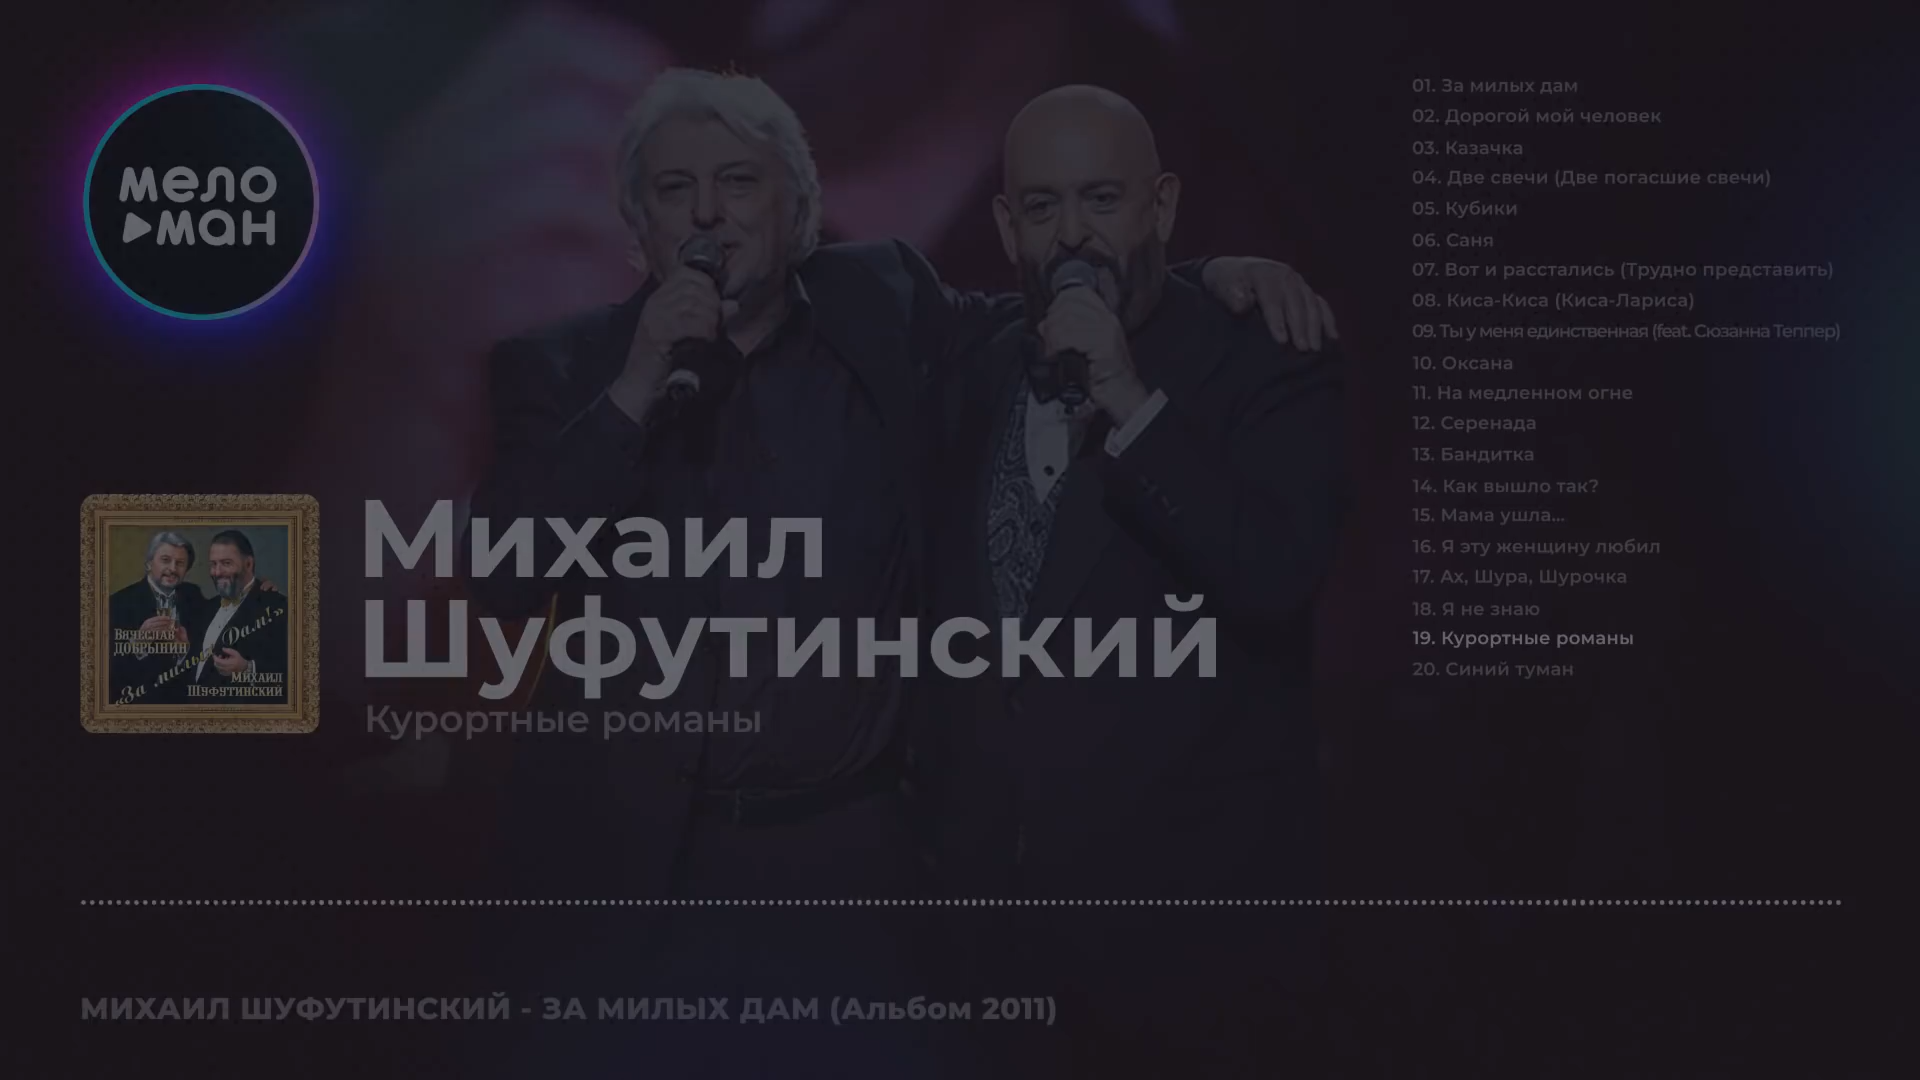 мело
ман
01. За милых дам
02. Дорогой мой человек
03. Казачка
04. Две свечи (Две погасшие свечи)
05. Кубики
06. Саня
07. Вот и расстались (Трудно представить)
08. Киса-Киса (Киса-Лариса)
09. Ты у меня единственная (feat. Сюзанна Теппер)
10. Оксана
11. На медленном огне
12. Серенада
13. Бандитка
14. Как вышло так?
15. Мама ушла...
16. Я эту женщину любил
17. Ах, Шура, Шурочка
18. Я не знаю
19. Курортные романы
20. Синий туман
Вячеслав
Добрынин
«За милых Дам!»
Михаил
Шуфутинский
Михаил
Шуфутинский
Курортные романы
МИХАИЛ ШУФУТИНСКИЙ - ЗА МИЛЫХ ДАМ (Альбом 2011)